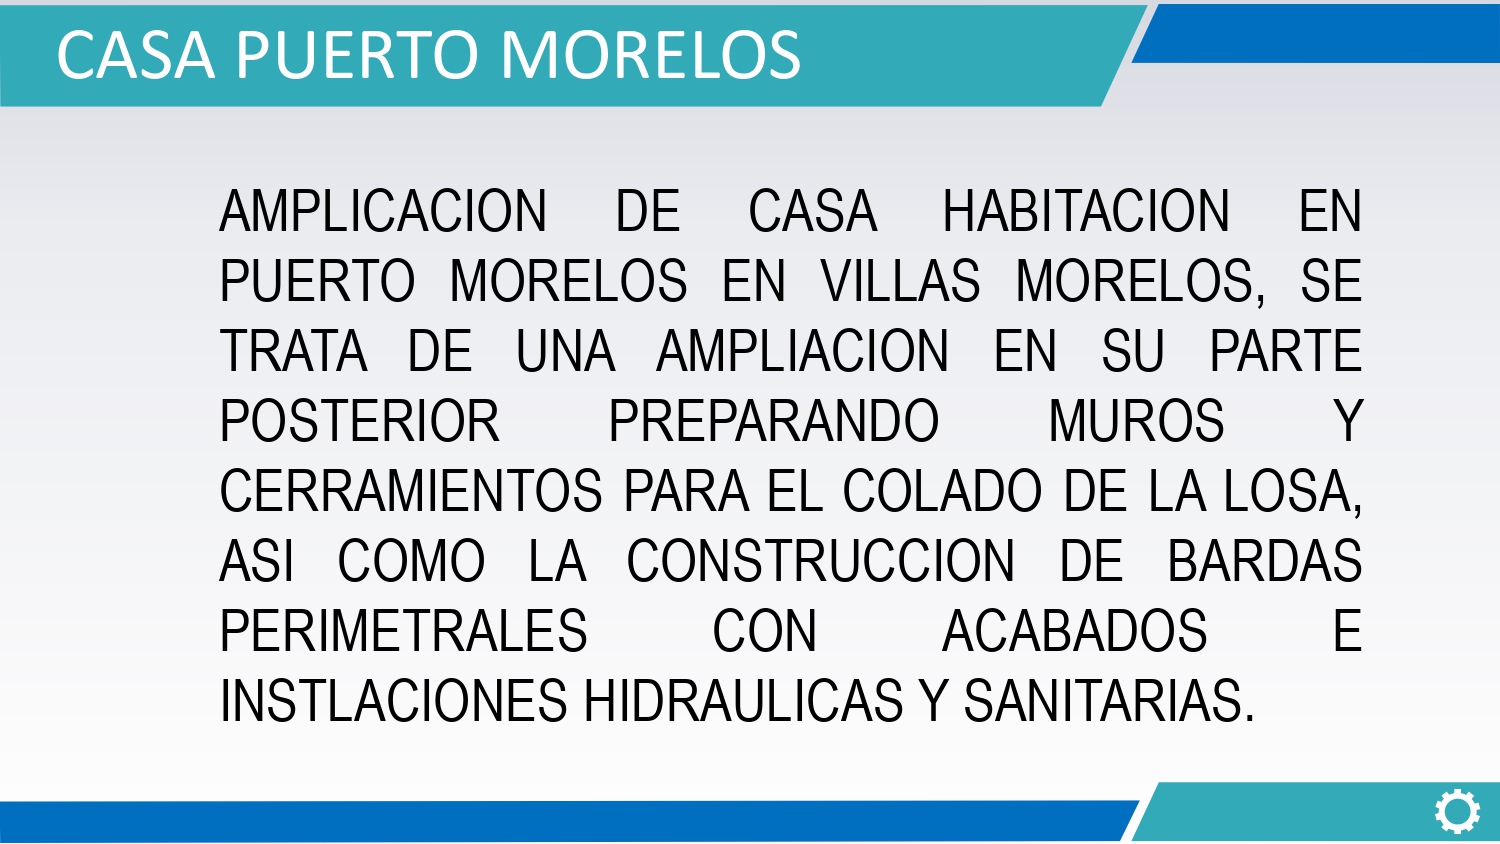 CASA PUERTO MORELOS
AMPLICACION DE CASA HABITACION EN
PUERTO MORELOS EN VILLAS MORELOS, SE
TRATA DE UNA AMPLIACION EN SU PARTE
POSTERIOR PREPARANDO MUROS Y
CERRAMIENTOS PARA EL COLADO DE LA LOSA,
ASI COMO LA CONSTRUCCION DE BARDAS
PERIMETRALES CON ACABADOS E
INSTLACIONES HIDRAULICAS Y SANITARIAS.